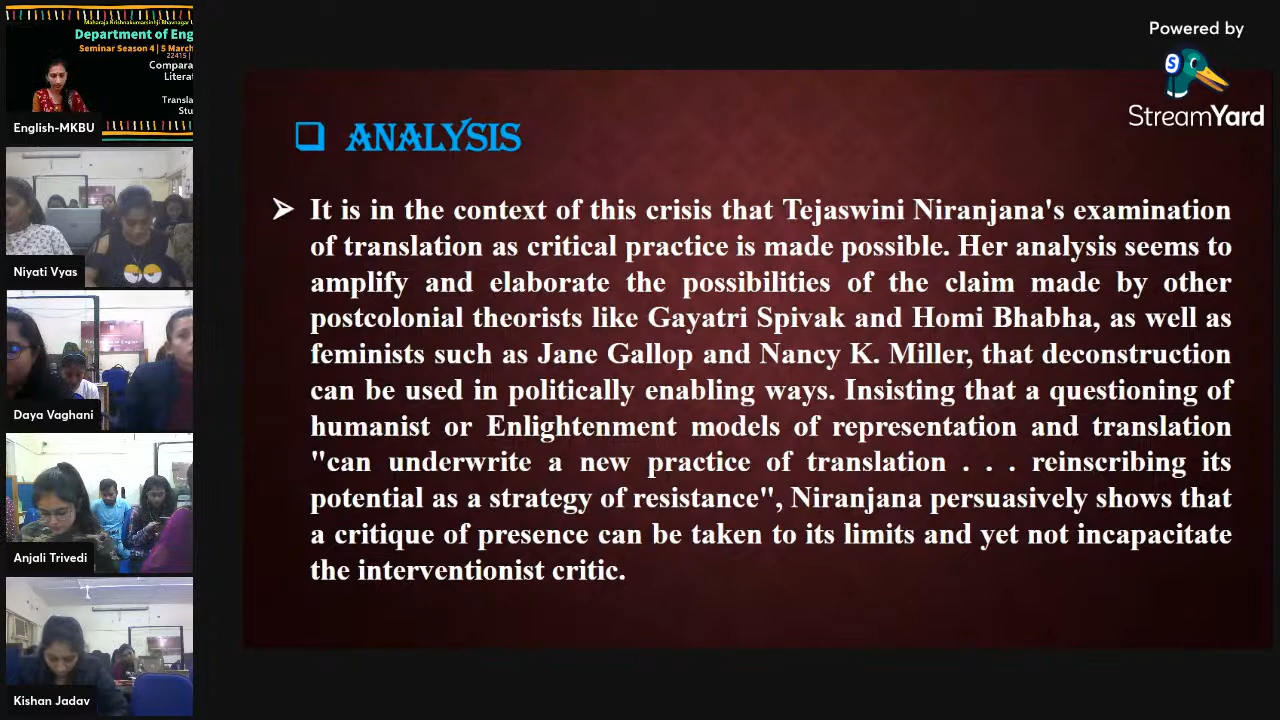 Maharaja Krishnakumarsinhji Bhavnagar U
Department of Eng
Seminar Season 4 | 5 March
22415 |
Compara
Litera
Transla
Stu
English-MKBU
Niyati Vyas
Daya Vaghani
Anjali Trivedi
Kishan Jadav
Powered by
S
StreamYard
❑ ANALYSIS
➢ It is in the context of this crisis that Tejaswini Niranjana's examination
of translation as critical practice is made possible. Her analysis seems to
amplify and elaborate the possibilities of the claim made by other
postcolonial theorists like Gayatri Spivak and Homi Bhabha, as well as
feminists such as Jane Gallop and Nancy K. Miller, that deconstruction
can be used in politically enabling ways. Insisting that a questioning of
humanist or Enlightenment models of representation and translation
"can underwrite a new practice of translation . . . reinscribing its
potential as a strategy of resistance", Niranjana persuasively shows that
a critique of presence can be taken to its limits and yet not incapacitate
the interventionist critic.